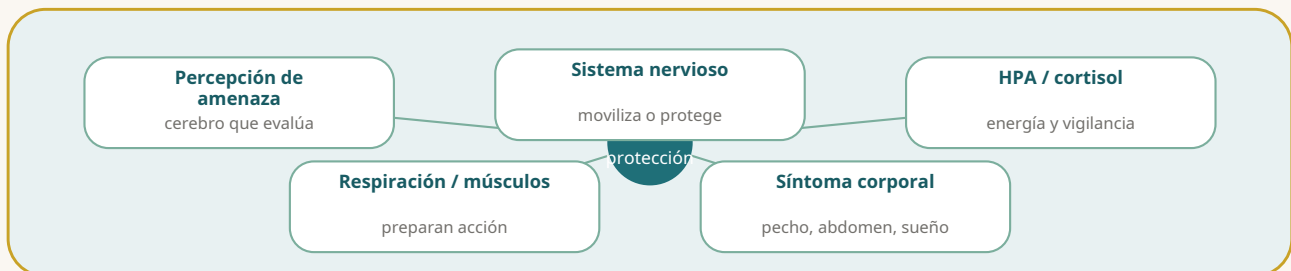 Percepción de
amenaza
cerebro que evalúa
Sistema nervioso
moviliza o protege
HPA / cortisol
energía y vigilancia
protección
Respiración / músculos
preparan acción
Síntoma corporal
pecho, abdomen, sueño